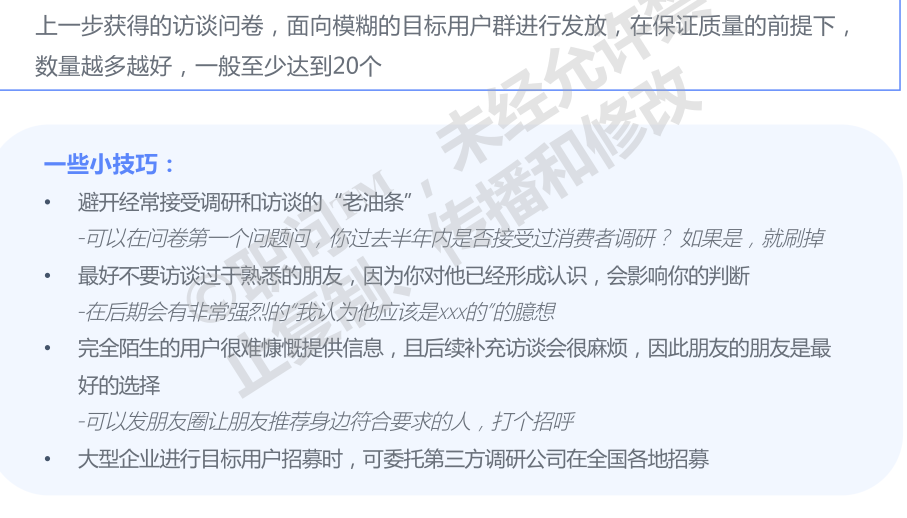 上一步获得的访谈问卷，面向模糊的目标用户群进行发放，在保证质量的前提下，
数量越多越好，一般至少达到20个
一些小技巧：
• 避开经常接受调研和访谈的“老油条”
-可以在问卷第一个问题问，你过去半年内是否接受过消费者调研？ 如果是，就刷掉
• 最好不要访谈过于熟悉的朋友，因为你对他已经形成认识，会影响你的判断
-在后期会有非常强烈的“我认为他应该是xxx的”的臆想
• 完全陌生的用户很难慷慨提供信息，且后续补充访谈会很麻烦，因此朋友的朋友是最
好的选择
-可以发朋友圈让朋友推荐身边符合要求的人，打个招呼
• 大型企业进行目标用户招募时，可委托第三方调研公司在全国各地招募
©职问™，未经允许禁
止复制、传播和修改